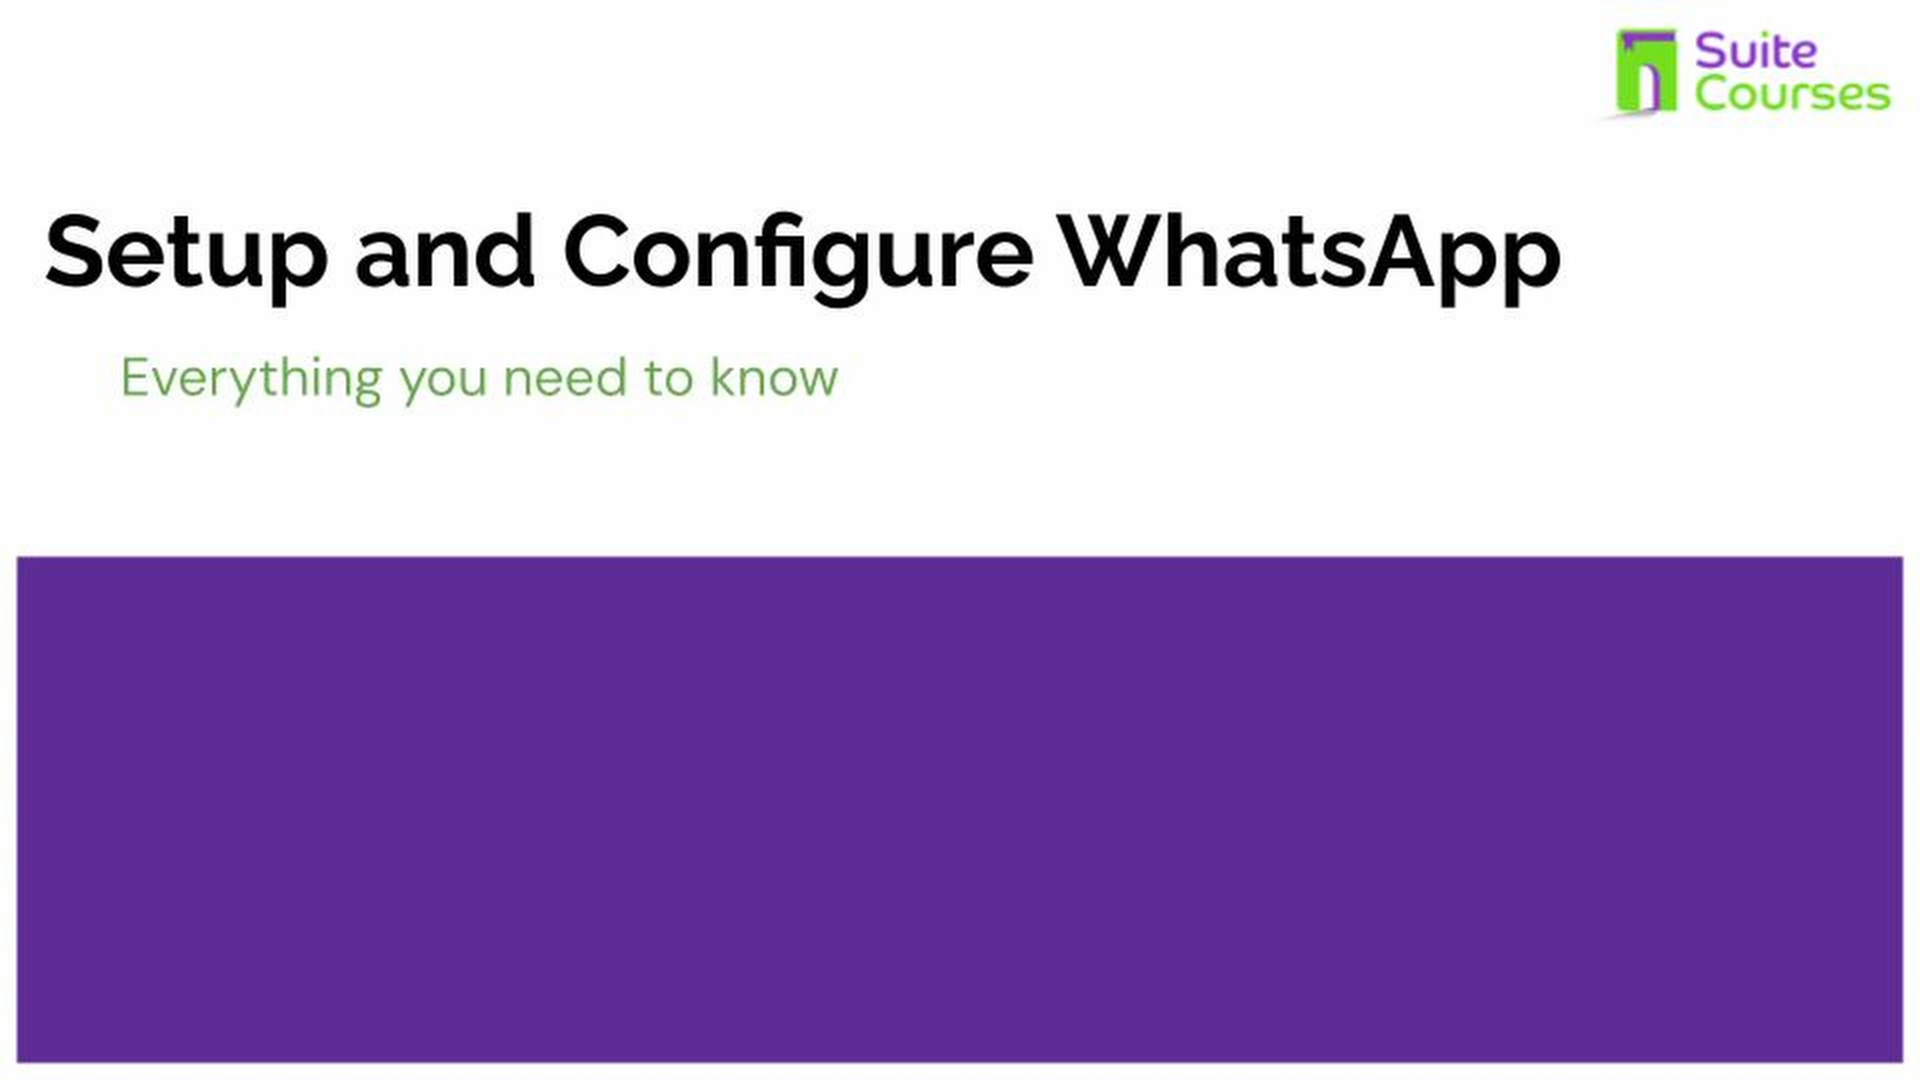 Suite
Courses
Setup and Configure WhatsApp
Everything you need to know